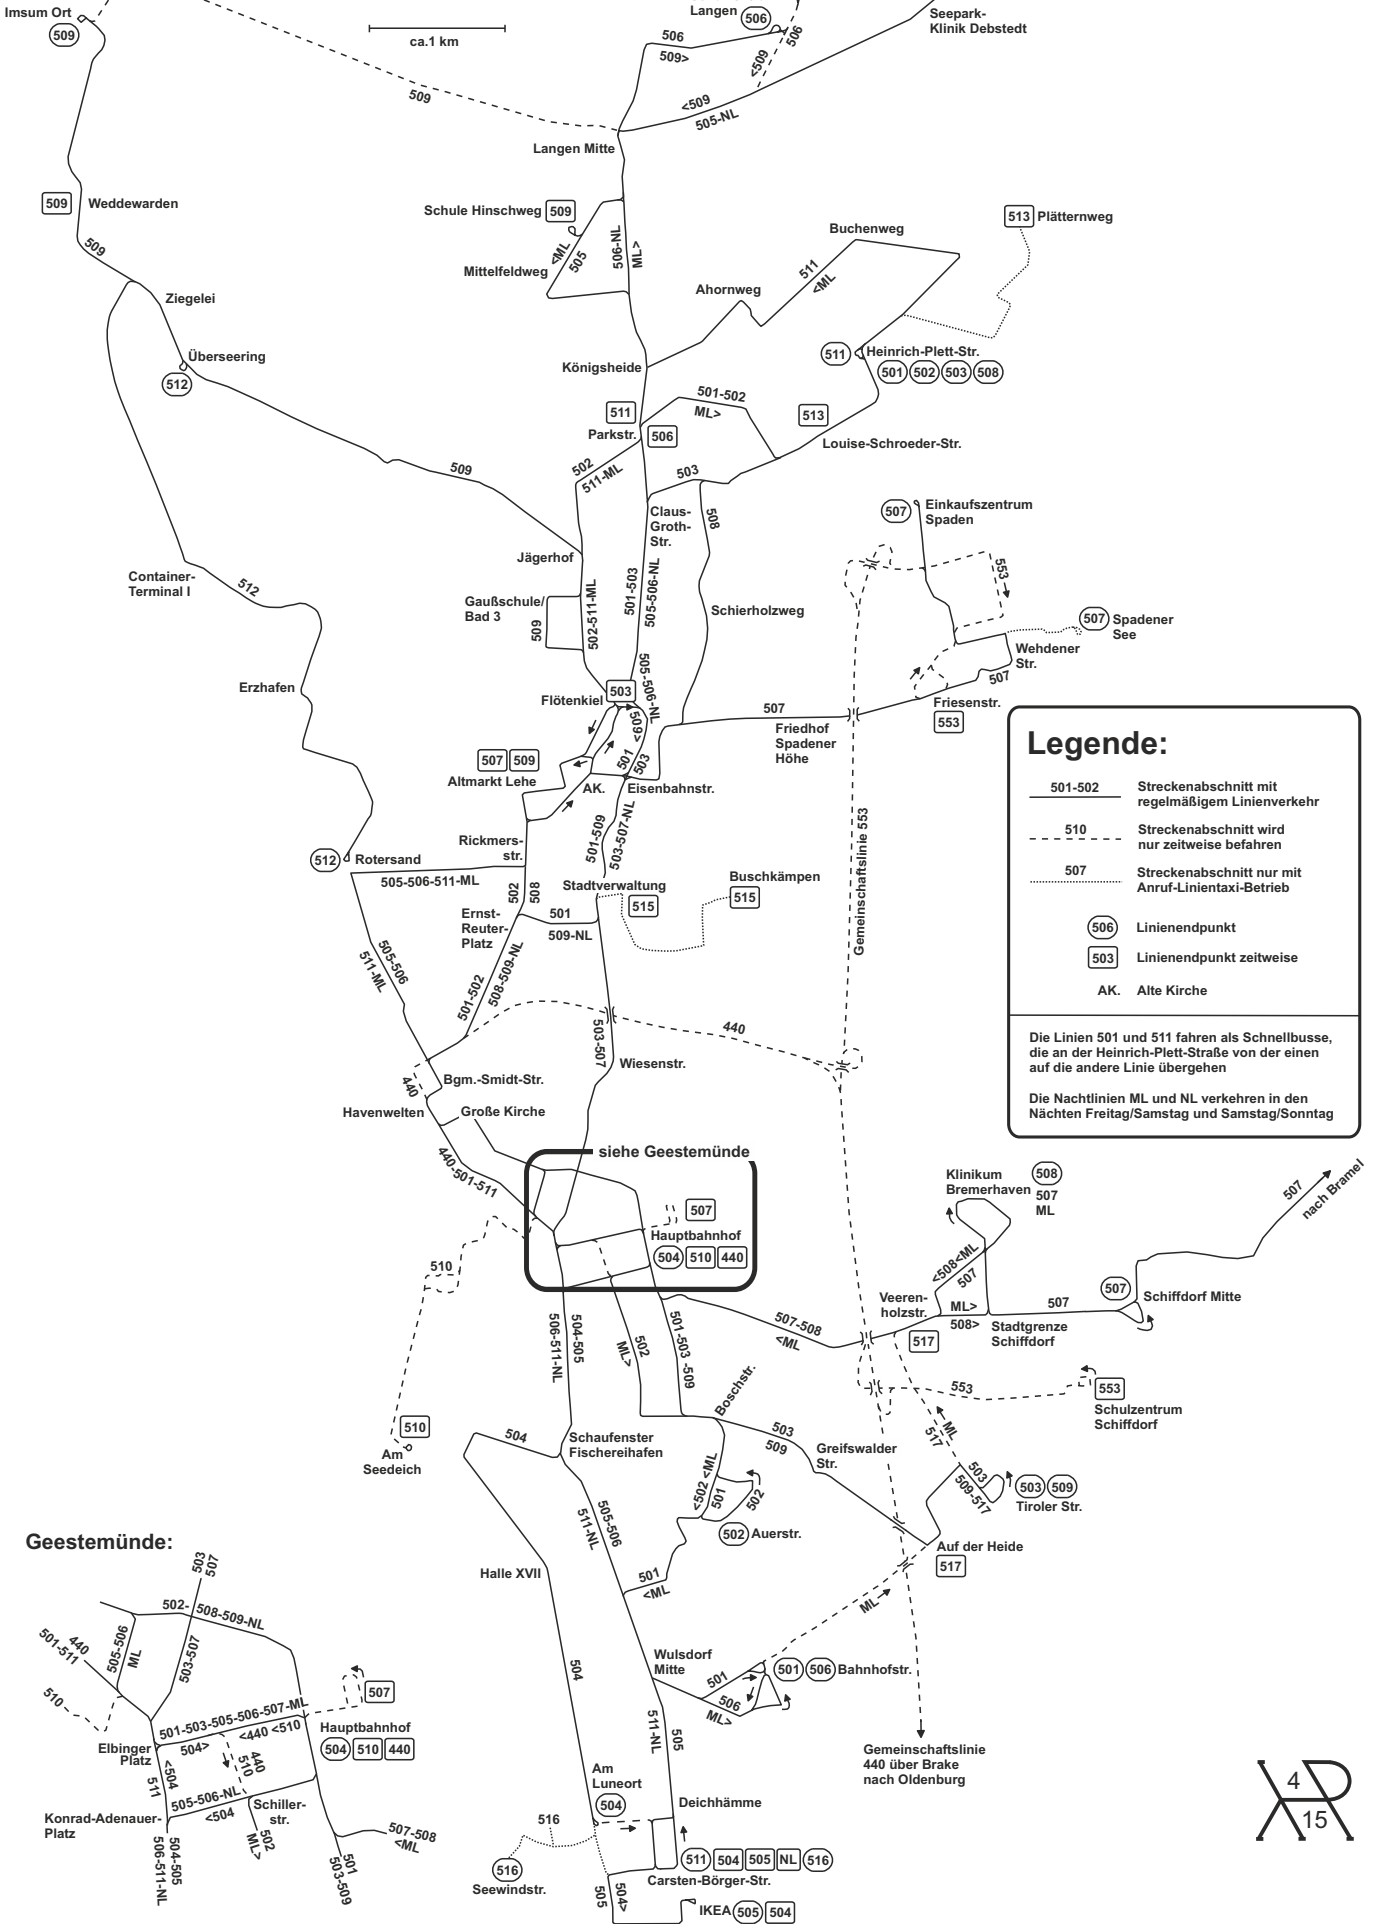 Imsum Ort
509
ca.1 km
Langen
506
Seepark-
Klinik Debstedt
506
509>
<509
506
<509
505-NL
509
Langen Mitte
509
Weddewarden
509
Schule Hinschweg
509
<ML
505
506-NL
ML>
Mittelfeldweg
Buchenweg
513
Plätternweg
511
<ML
Ahornweg
Ziegelei
Überseering
512
Königsheide
511
Heinrich-Plett-Str.
501
502
503
508
501-502
ML>
511
Parkstr.
506
513
Louise-Schroeder-Str.
502
511-ML
503
509
508
Claus-
Groth-
Str.
507
Einkaufszentrum
Spaden
Jägerhof
553
Container-
Terminal I
512
Gaußschule/
Bad 3
509
502-511-ML
501-503
505-506-NL
Schierholzweg
507
Spadener
See
Wehdener
Str.
507
Erzhafen
505-506-NL
503
Flötenkiel
509
<
507
Friedhof
Spadener
Höhe
Friesenstr.
553
507
509
Altmarkt Lehe
AK.
501
503
Eisenbahnstr.
Gemeinschaftslinie 553
Rickmers-
str.
501-509
503-507-NL
512
Rotersand
505-506-511-ML
502
508
Stadtverwaltung
515
Buschkämpen
515
Ernst-
Reuter-
Platz
501
509-NL
505-506
511-ML
501-502
508-509-NL
503-507
440
Wiesenstr.
440
Bgm.-Smidt-Str.
Havenwelten
Große Kirche
440-501-511
siehe Geestemünde
507
Hauptbahnhof
504
510
440
510
Legende:
501-502
Streckenabschnitt mit
regelmäßigem Linienverkehr
510
Streckenabschnitt wird
nur zeitweise befahren
507
Streckenabschnitt nur mit
Anruf-Linientaxi-Betrieb
506
Linienendpunkt
503
Linienendpunkt zeitweise
AK.
Alte Kirche
Die Linien 501 und 511 fahren als Schnellbusse,
die an der Heinrich-Plett-Straße von der einen
auf die andere Linie übergehen
Die Nachtlinien ML und NL verkehren in den
Nächten Freitag/Samstag und Samstag/Sonntag
Klinikum
Bremerhaven
508
507
ML
507
nach Bramel
<508<ML
507
Veeren-
holzstr.
ML>
508>
507
507
Schiffdorf Mitte
Stadtgrenze
Schiffdorf
517
507-508
<ML
504-505
506-511-NL
502
ML>
501-503 -509
553
553
Schulzentrum
Schiffdorf
510
Am
Seedeich
504
Schaufenster
Fischereihafen
Boschstr.
503
509
Greifswalder
Str.
ML
517
503
509-517
503
509
Tiroler Str.
<502 <ML
501
502
502
Auerstr.
505-506
511-NL
Auf der Heide
517
Halle XVII
501
<ML
ML
504
Wulsdorf
Mitte
501
506
ML>
501
506
Bahnhofstr.
511-NL
505
Gemeinschaftslinie
440 über Brake
nach Oldenburg
Am
Luneort
504
Deichhämme
516
516
Seewindstr.
511
504
505
NL
516
Carsten-Börger-Str.
505
504>
IKEA
505
504
Geestemünde:
503
507
502-
508-509-NL
440
501-511
505-506
ML
503-507
510
507
501-503-505-506-507-ML
<440 <510
Hauptbahnhof
504
510
440
Elbinger
Platz
504>
<504
511
440
510
505-506-NL
<504
Schiller-
str.
Konrad-Adenauer-
Platz
504-505
506-511-NL
502
ML>
507-508
<ML
501
503-509
4
15